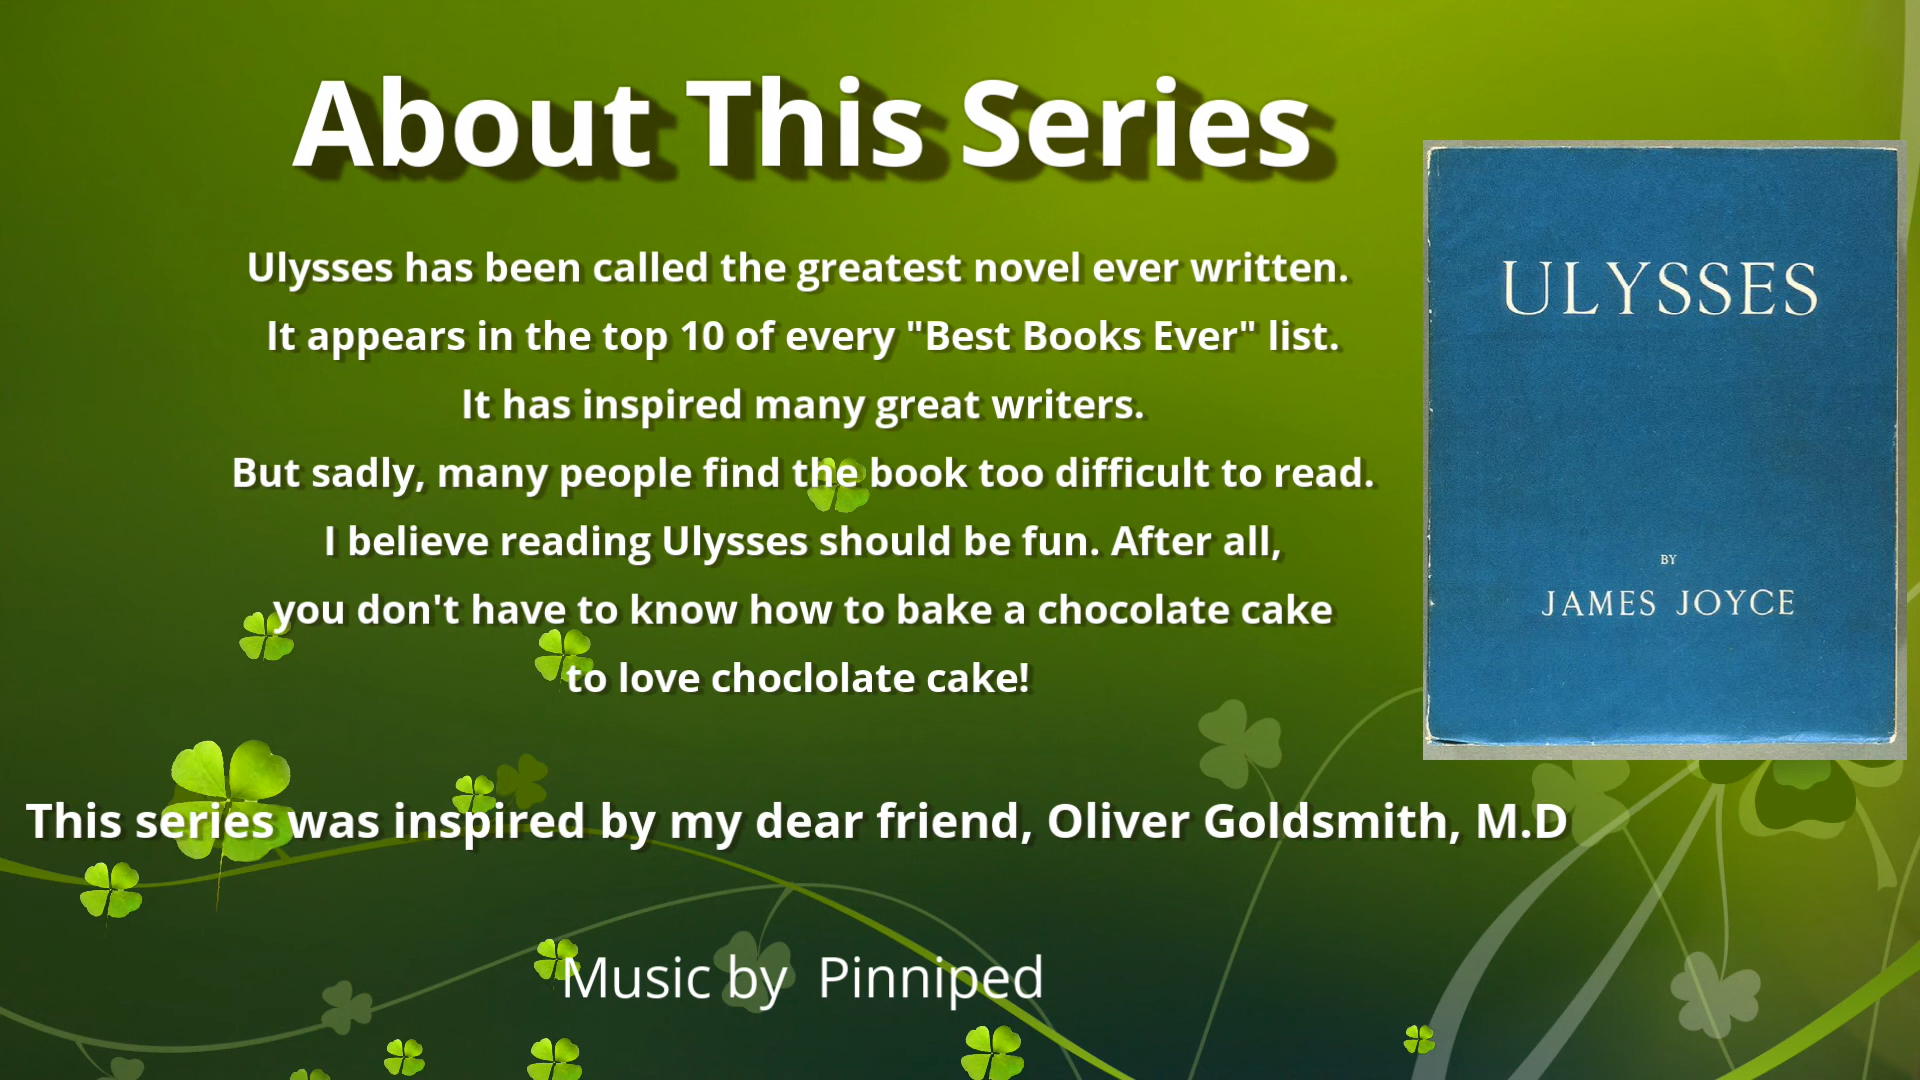 About This Series
Ulysses has been called the greatest novel ever written.
It appears in the top 10 of every "Best Books Ever" list.
It has inspired many great writers.
But sadly, many people find the book too difficult to read.
I believe reading Ulysses should be fun. After all,
you don't have to know how to bake a chocolate cake
to love choclolate cake!
This series was inspired by my dear friend, Oliver Goldsmith, M.D
Music by Pinniped
ULYSSES
BY
JAMES JOYCE